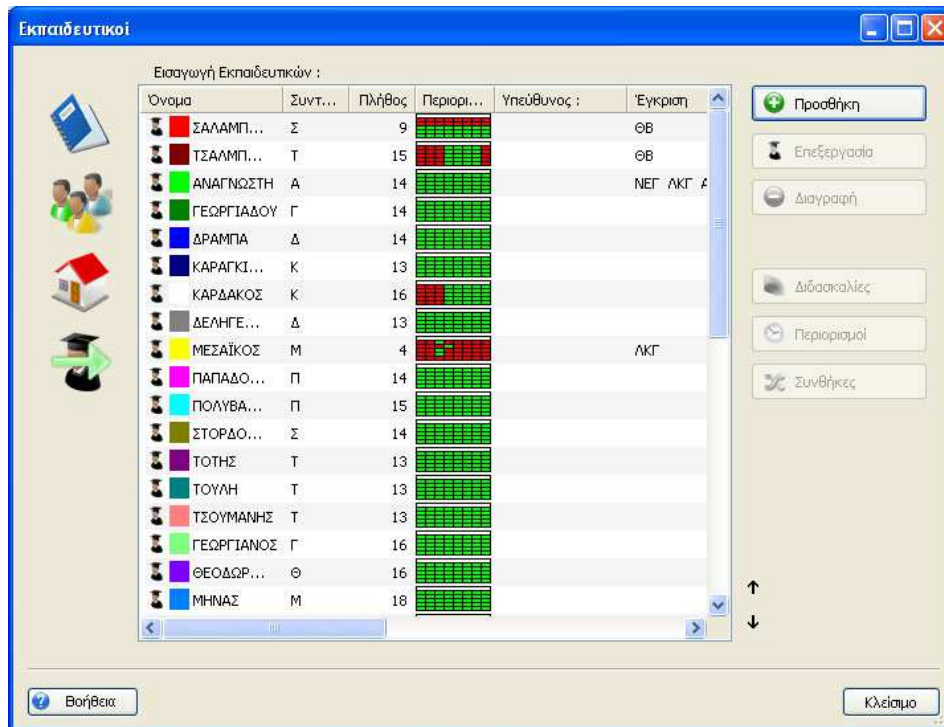 Εκπαιδευτικοί
Εισαγωγή Εκπαιδευτικών :
Όνομα Συντ... Πλήθος Περιορι... Υπεύθυνος : Έγκριση
ΣΑΛΑΜΠ... Σ 9 ΘΒ
ΤΣΑΛΜΠ... Τ 15 ΘΒ
ΑΝΑΓΝΩΣΤΗ Α 14 ΝΕΓ ΛΚΓ Α
ΓΕΩΡΓΙΑΔΟΥ Γ 14
ΔΡΑΜΠΑ Δ 14
ΚΑΡΑΓΚΙ... Κ 13
ΚΑΡΔΑΚΟΣ Κ 16
ΔΕΛΗΓΕ... Δ 13
ΜΕΣΑΪΚΟΣ Μ 4 ΛΚΓ
ΠΑΠΑΔΟ... Π 14
ΠΟΛΥΒΑ... Π 15
ΣΤΟΡΔΟ... Σ 14
ΤΟΤΗΣ Τ 13
ΤΟΥΛΗ Τ 13
ΤΣΟΥΜΑΝΗΣ Τ 13
ΓΕΩΡΓΙΑΝΟΣ Γ 16
ΘΕΟΔΩΡ... Θ 16
ΜΗΝΑΣ Μ 18
Προσθήκη
Επεξεργασία
Διαγραφή
Διδασκαλίες
Περιορισμοί
Συνθήκες
Βοήθεια
Κλείσιμο